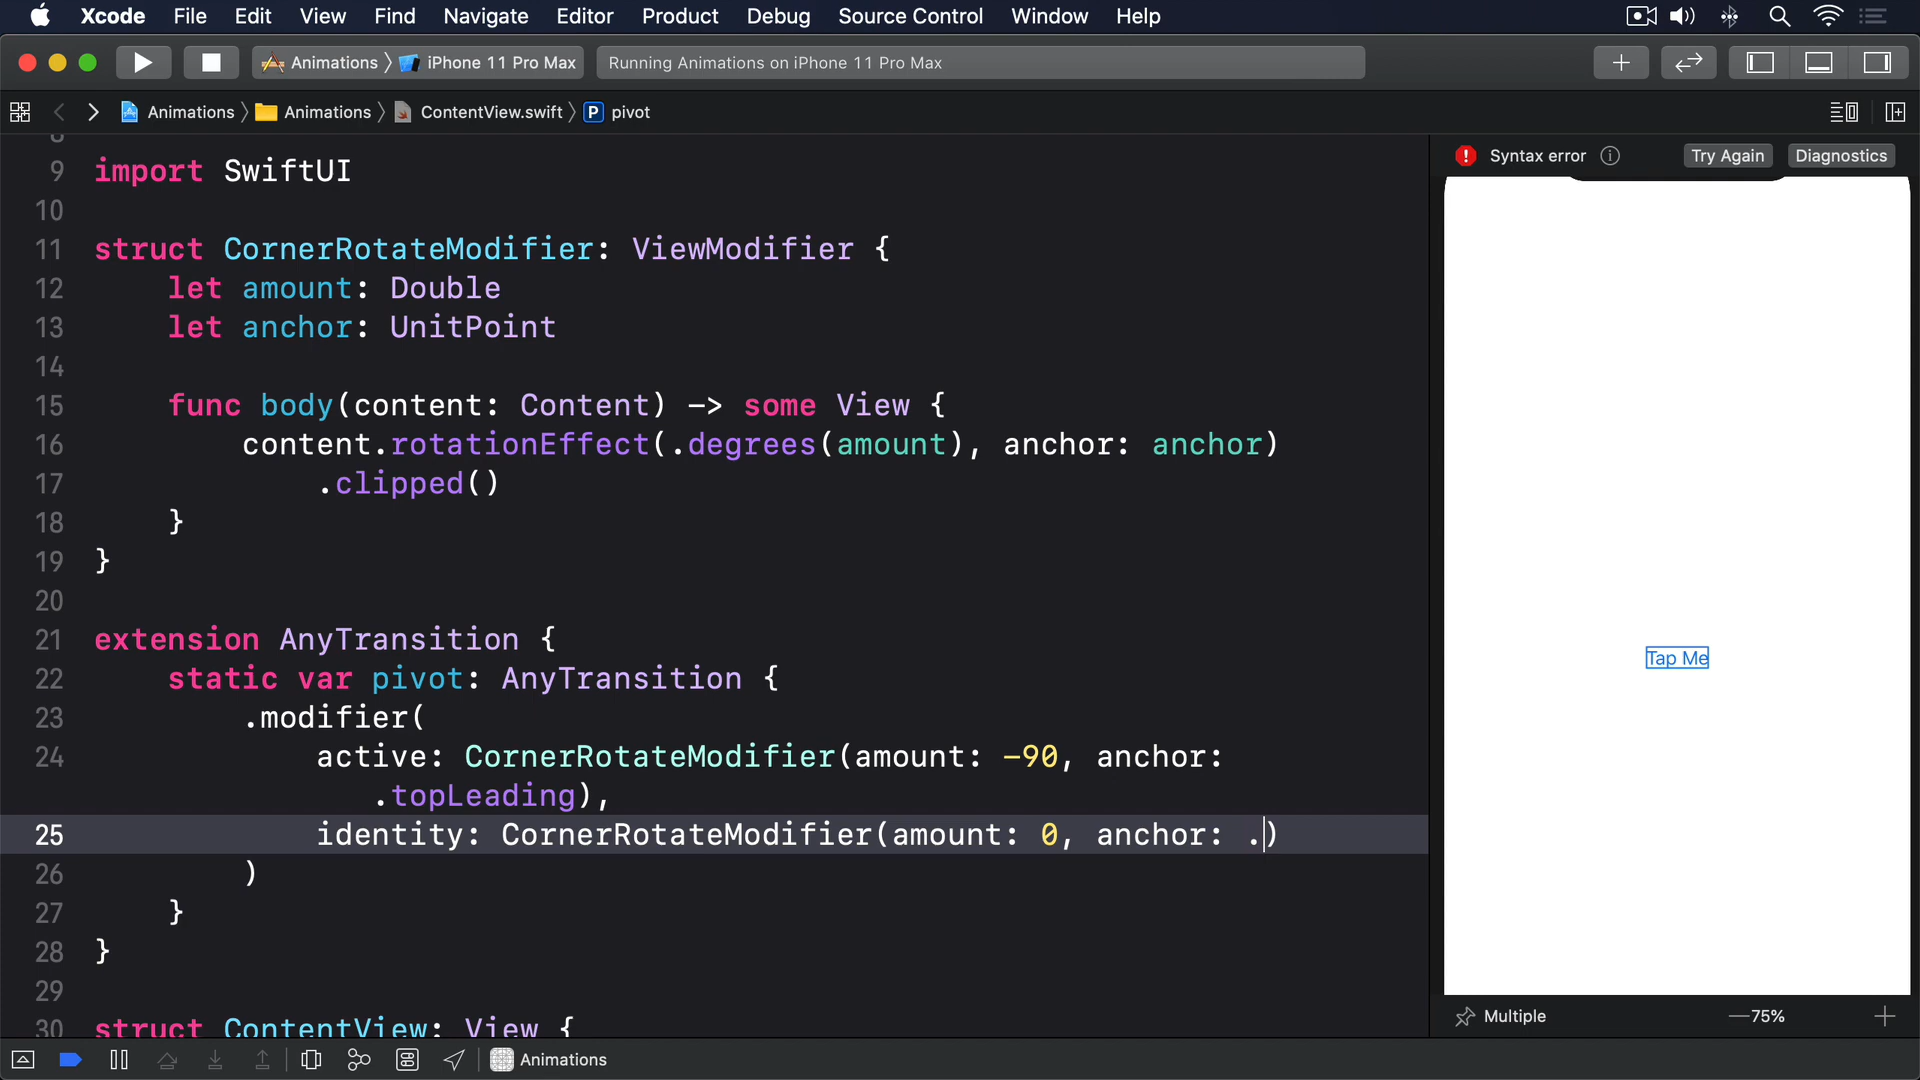 Xcode File Edit View Find Navigate Editor Product Debug Source Control Window Help
Animations iPhone 11 Pro Max Running Animations on iPhone 11 Pro Max
Animations Animations ContentView.swift P pivot
Syntax error Try Again Diagnostics
8
9 import SwiftUI
10
11 struct CornerRotateModifier: ViewModifier {
12 let amount: Double
13 let anchor: UnitPoint
14
15 func body(content: Content) -> some View {
16 content.rotationEffect(.degrees(amount), anchor: anchor)
17 .clipped()
18 }
19 }
20
21 extension AnyTransition {
22 static var pivot: AnyTransition {
23 .modifier(
24 active: CornerRotateModifier(amount: -90, anchor:
.topLeading),
25 identity: CornerRotateModifier(amount: 0, anchor: .)
26 )
27 }
28 }
29
30 struct ContentView: View {
Tap Me
Multiple 75%
Animations